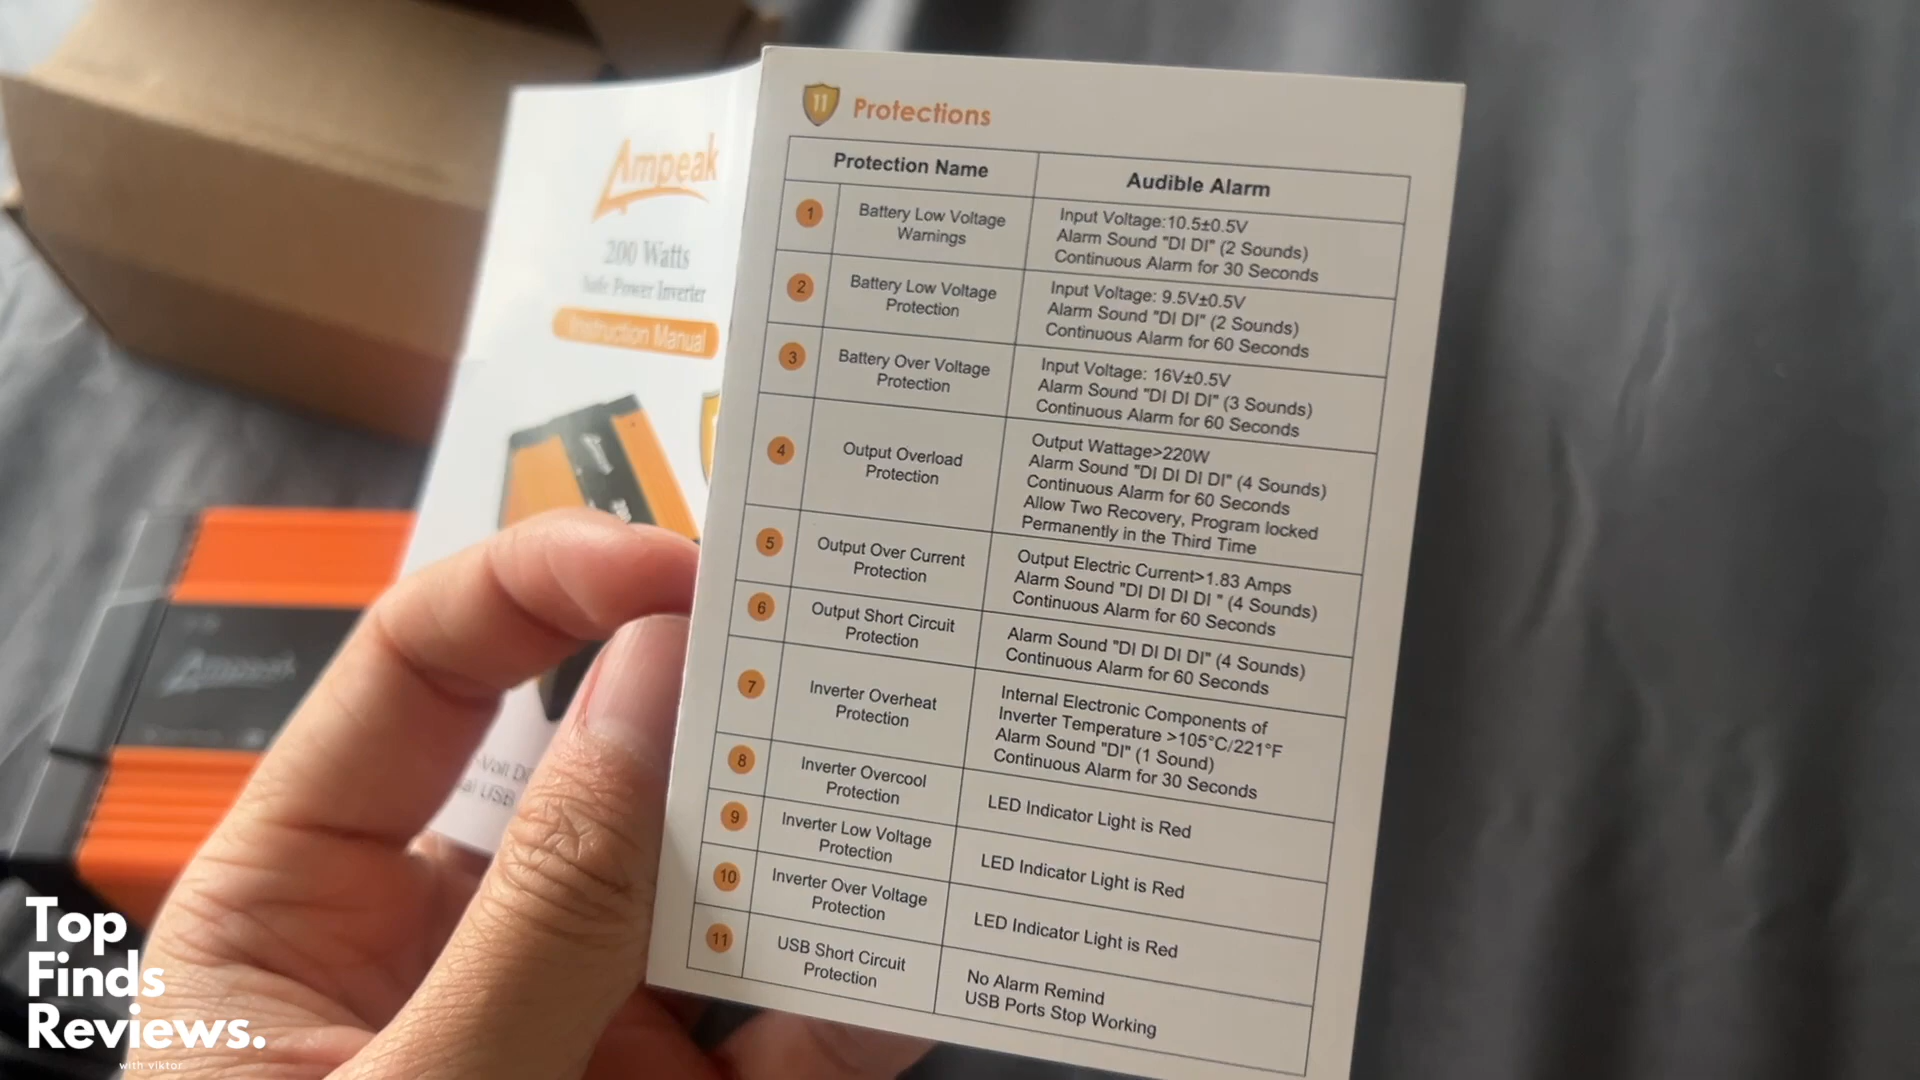 Ampeak
200 Watts
Safe Power Inverter
Instruction Manual
11 Protections
Protection Name
Audible Alarm
1
Battery Low Voltage
Warnings
Input Voltage:10.5±0.5V
Alarm Sound "DI DI" (2 Sounds)
Continuous Alarm for 30 Seconds
2
Battery Low Voltage
Protection
Input Voltage: 9.5V±0.5V
Alarm Sound "DI DI" (2 Sounds)
Continuous Alarm for 60 Seconds
3
Battery Over Voltage
Protection
Input Voltage: 16V±0.5V
Alarm Sound "DI DI DI" (3 Sounds)
Continuous Alarm for 60 Seconds
4
Output Overload
Protection
Output Wattage>220W
Alarm Sound "DI DI DI DI" (4 Sounds)
Continuous Alarm for 60 Seconds
Allow Two Recovery, Program locked
Permanently in the Third Time
5
Output Over Current
Protection
Output Electric Current>1.83 Amps
Alarm Sound "DI DI DI DI " (4 Sounds)
Continuous Alarm for 60 Seconds
6
Output Short Circuit
Protection
Alarm Sound "DI DI DI DI" (4 Sounds)
Continuous Alarm for 60 Seconds
7
Inverter Overheat
Protection
Internal Electronic Components of
Inverter Temperature >105°C/221°F
Alarm Sound "DI" (1 Sound)
Continuous Alarm for 30 Seconds
8
Inverter Overcool
Protection
LED Indicator Light is Red
9
Inverter Low Voltage
Protection
LED Indicator Light is Red
10
Inverter Over Voltage
Protection
LED Indicator Light is Red
11
USB Short Circuit
Protection
No Alarm Remind
USB Ports Stop Working
Ampeak
Top
Finds
Reviews.
with viktor